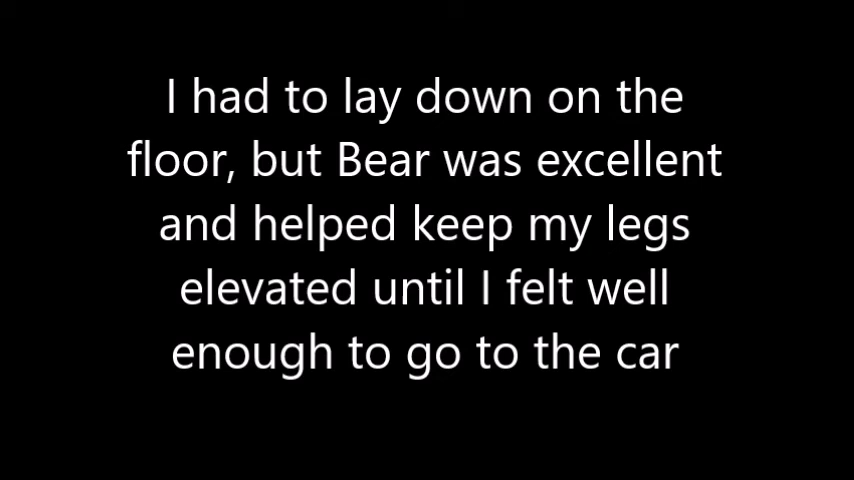 I had to lay down on the
floor, but Bear was excellent
and helped keep my legs
elevated until I felt well
enough to go to the car